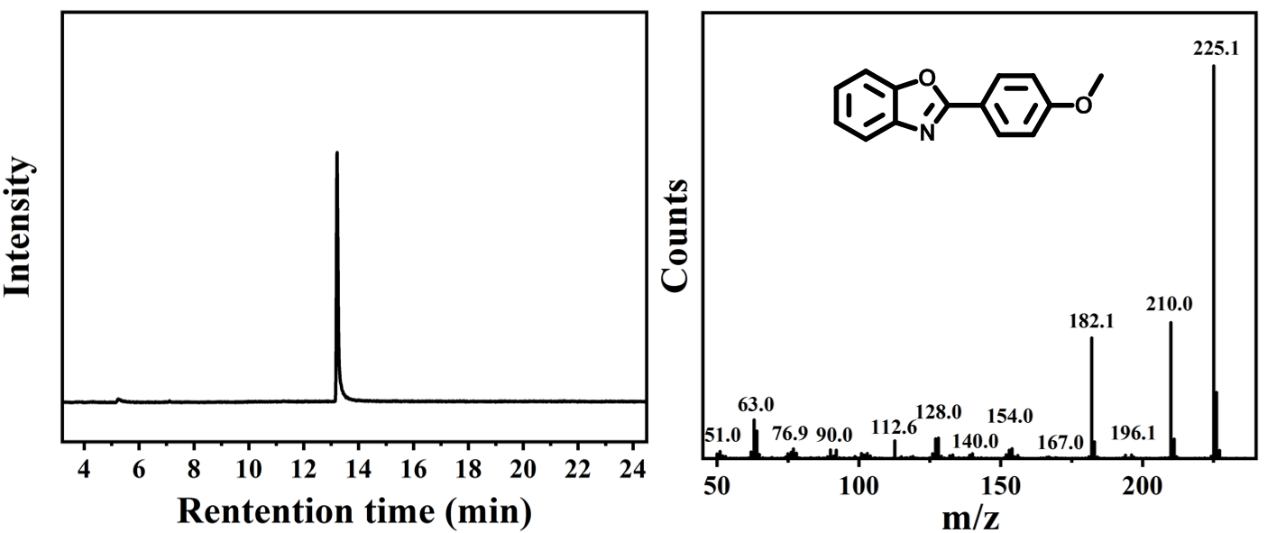 Intensity
4 6 8 10 12 14 16 18 20 22 24
Rentention time (min)
Counts
225.1
210.0
182.1
63.0
51.0
76.9
90.0
112.6
128.0
140.0
154.0
167.0
196.1
O
N
O
50 100 150 200
m/z